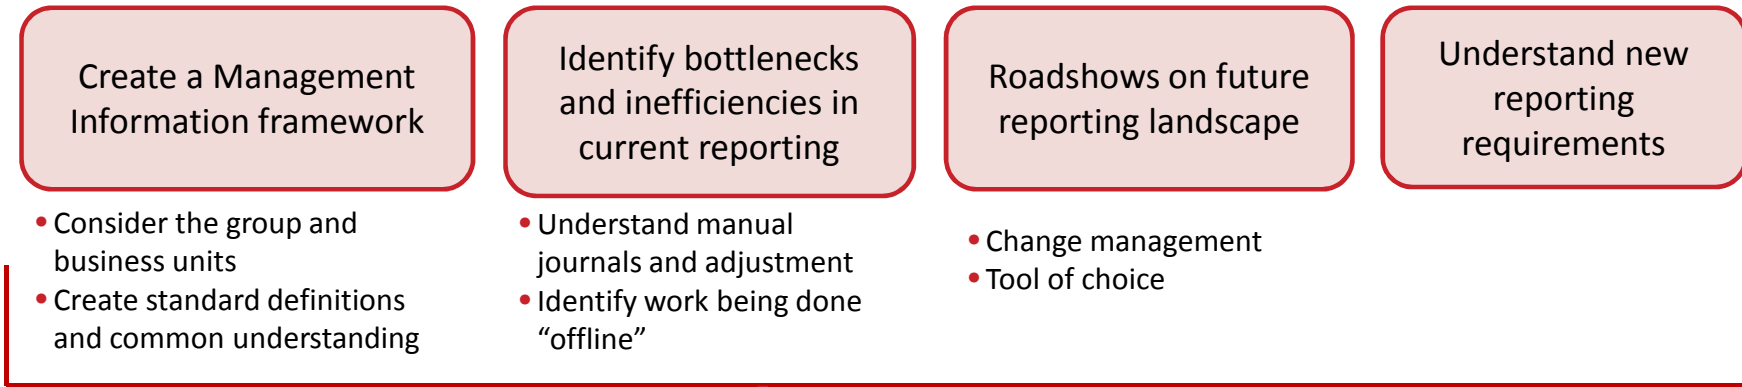 Create a Management
Information framework
• Consider the group and
business units
• Create standard definitions
and common understanding
Identify bottlenecks
and inefficiencies in
current reporting
• Understand manual
journals and adjustment
• Identify work being done
“offline”
Roadshows on future
reporting landscape
• Change management
• Tool of choice
Understand new
reporting
requirements